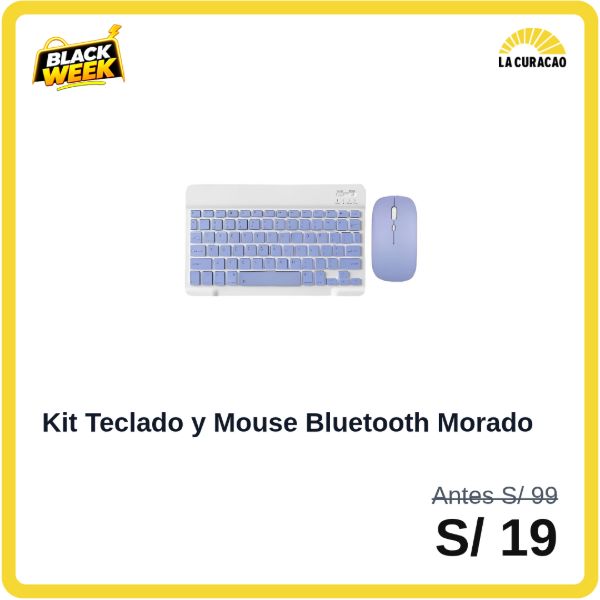 BLACK
WEEK
LA CURACAO
Kit Teclado y Mouse Bluetooth Morado
Antes S/ 99
S/ 19